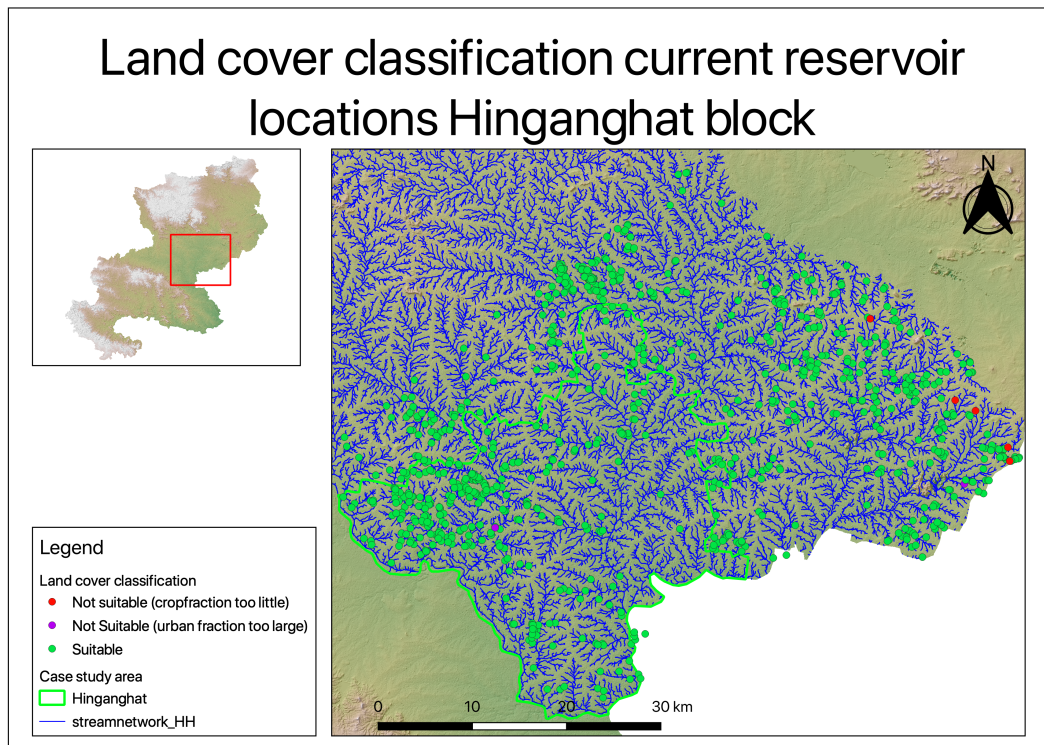 Land cover classification current reservoir
locations Hinganghat block
N
Legend
Land cover classification
Not suitable (cropfraction too little)
Not Suitable (urban fraction too large)
Suitable
Case study area
Hinganghat
streamnetwork_HH
0 10 20 30 km